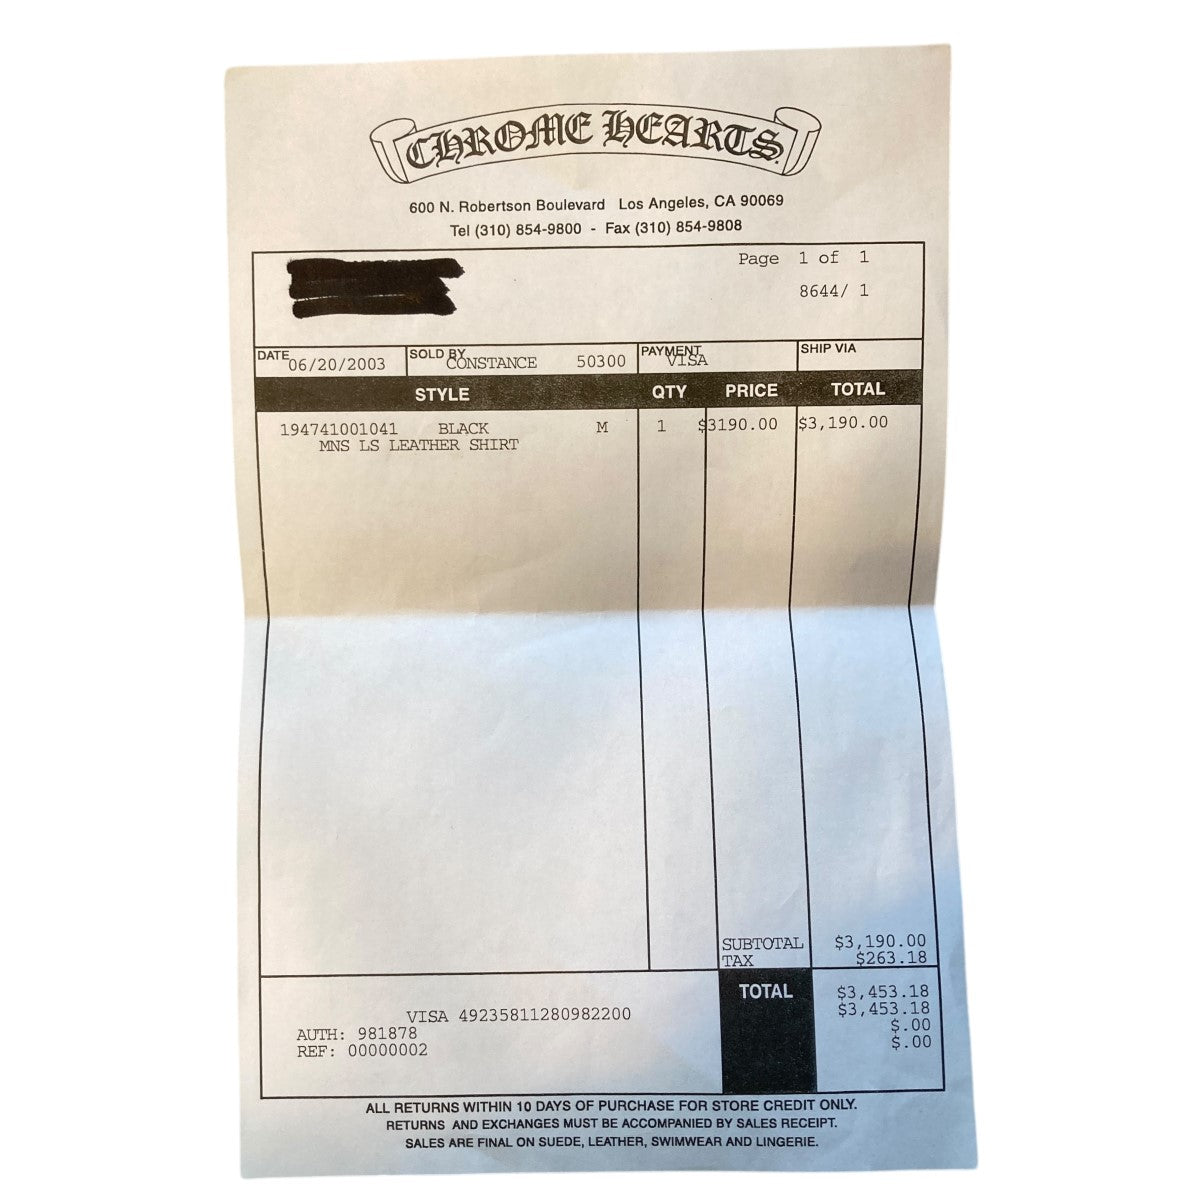 CHROME HEARTS
600 N. Robertson Boulevard Los Angeles, CA 90069
Tel (310) 854-9800 - Fax (310) 854-9808
Page 1 of 1
8644/ 1
DATE 06/20/2003 SOLD BY CONSTANCE 50300 PAYMENT VISA SHIP VIA
STYLE QTY PRICE TOTAL
194741001041 BLACK M 1 $3190.00 $3,190.00
MNS LS LEATHER SHIRT
SUBTOTAL $3,190.00
TAX $263.18
TOTAL $3,453.18
VISA 49235811280982200 $3,453.18
AUTH: 981878 $.00
REF: 00000002 $.00
ALL RETURNS WITHIN 10 DAYS OF PURCHASE FOR STORE CREDIT ONLY.
RETURNS AND EXCHANGES MUST BE ACCOMPANIED BY SALES RECEIPT.
SALES ARE FINAL ON SUEDE, LEATHER, SWIMWEAR AND LINGERIE.